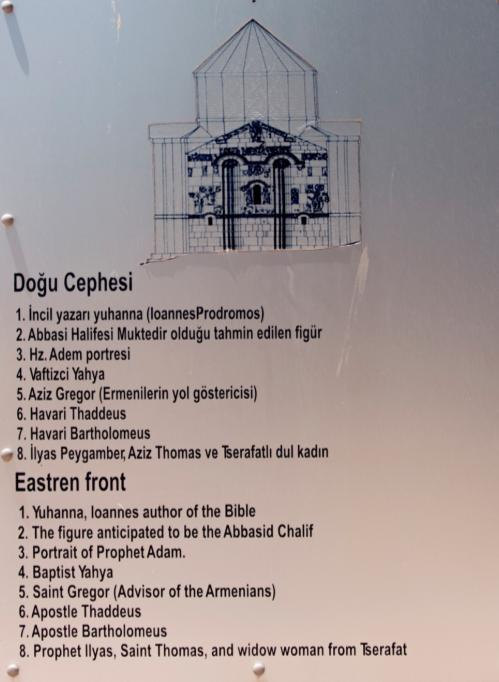 Doğu Cephesi
1. İncil yazarı yuhanna (IoannesProdromos)
2. Abbasi Halifesi Muktedir olduğu tahmin edilen figür
3. Hz. Adem portresi
4. Vaftizci Yahya
5. Aziz Gregor (Ermenilerin yol göstericisi)
6. Havari Thaddeus
7. Havari Bartholomeus
8. İlyas Peygamber, Aziz Thomas ve Tserafatlı dul kadın
Eastren front
1. Yuhanna, Ioannes author of the Bible
2. The figure anticipated to be the Abbasid Chalif
3. Portrait of Prophet Adam.
4. Baptist Yahya
5. Saint Gregor (Advisor of the Armenians)
6. Apostle Thaddeus
7. Apostle Bartholomeus
8. Prophet Ilyas, Saint Thomas, and widow woman from Tserafat